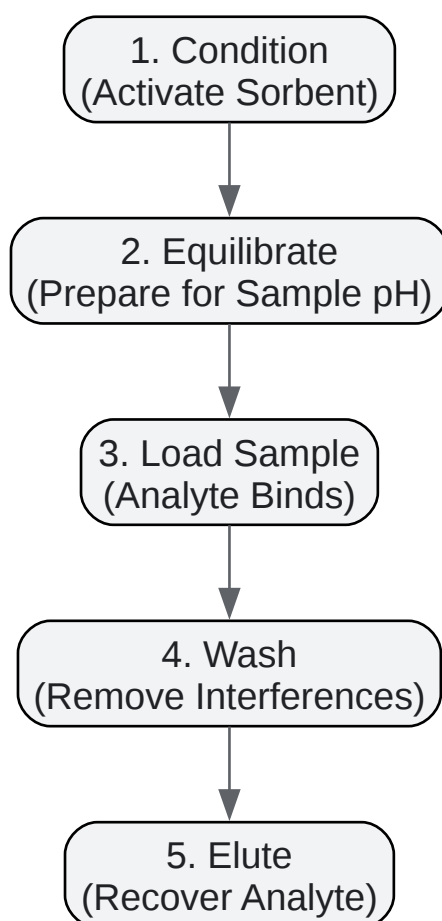 1. Condition
(Activate Sorbent)
2. Equilibrate
(Prepare for Sample pH)
3. Load Sample
(Analyte Binds)
4. Wash
(Remove Interferences)
5. Elute
(Recover Analyte)